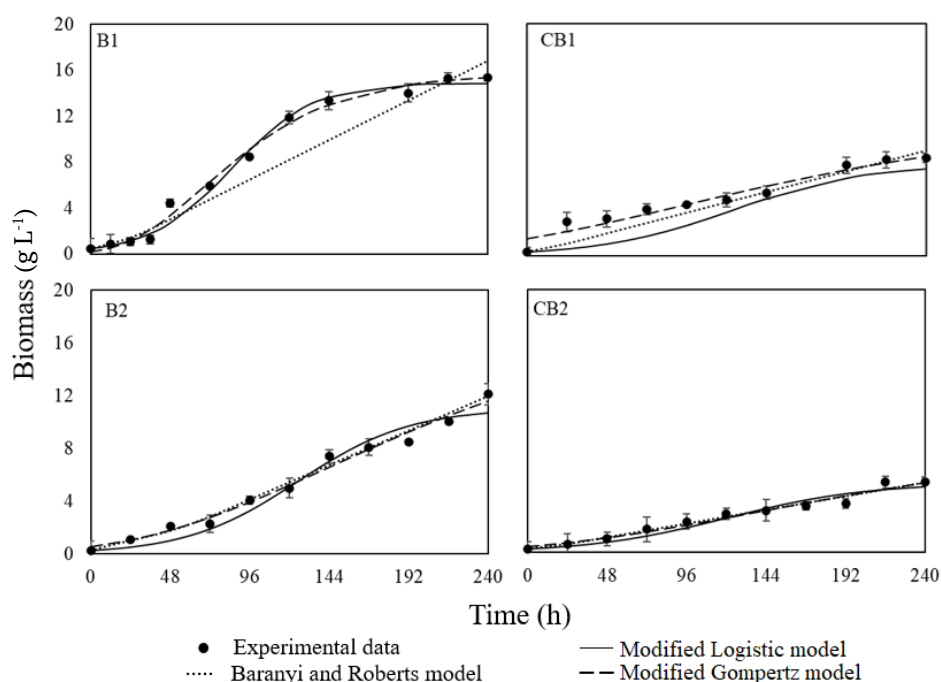 20
16
12
8
4
0
B1
CB1
20
16
12
8
4
0
B2
CB2
Biomass (g L⁻¹)
0 48 96 144 192 240
0 48 96 144 192 240
Time (h)
Experimental data
Modified Logistic model
Baranyi and Roberts model
Modified Gompertz model